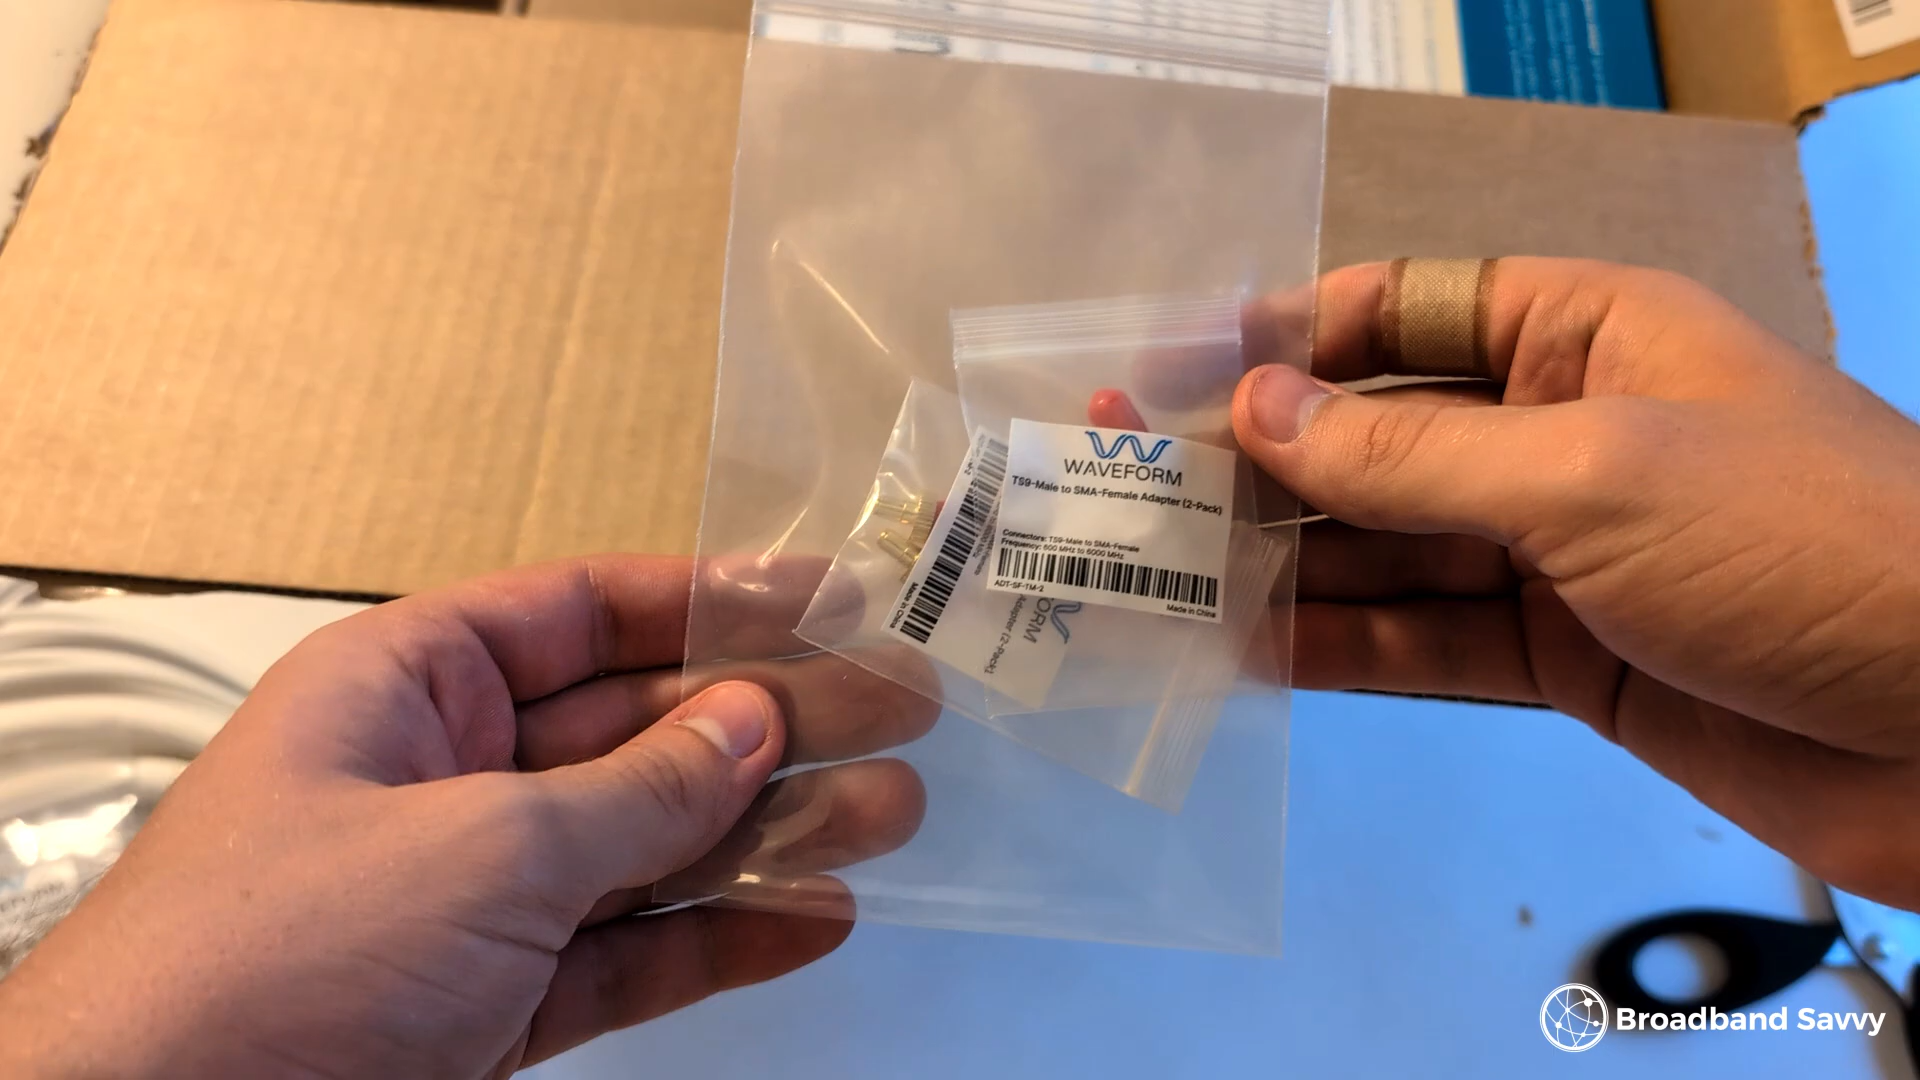 WAVEFORM
TS9-Male to SMA-Female Adapter (2-Pack)
Connectors: TS9-Male to SMA-Female
Frequency: 600 MHz to 6000 MHz
ADT-SF-TM-2
Made in China
Made in China
ORM
Adapter (2-Pack)
Broadband Savvy